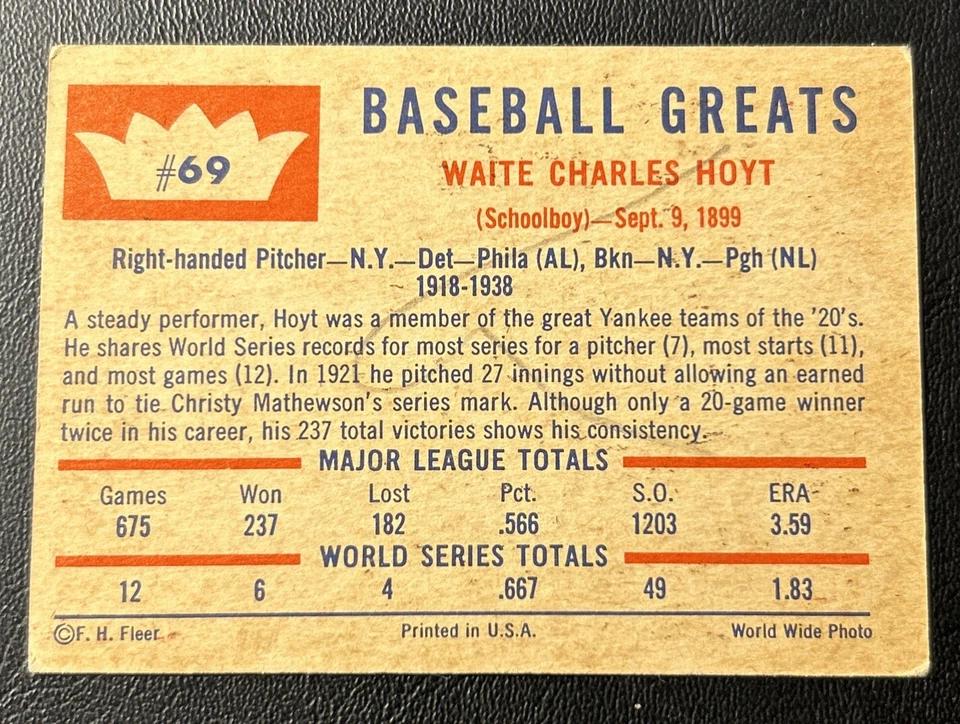 #69
BASEBALL GREATS
WAITE CHARLES HOYT
(Schoolboy)—Sept. 9, 1899
Right-handed Pitcher—N.Y.—Det—Phila (AL), Bkn—N.Y.—Pgh (NL)
1918-1938
A steady performer, Hoyt was a member of the great Yankee teams of the '20's.
He shares World Series records for most series for a pitcher (7), most starts (11),
and most games (12). In 1921 he pitched 27 innings without allowing an earned
run to tie Christy Mathewson's series mark. Although only a 20-game winner
twice in his career, his 237 total victories shows his consistency.
MAJOR LEAGUE TOTALS
Games Won Lost Pct. S.O. ERA
675 237 182 .566 1203 3.59
WORLD SERIES TOTALS
12 6 4 .667 49 1.83
©F. H. Fleer Printed in U.S.A. World Wide Photo